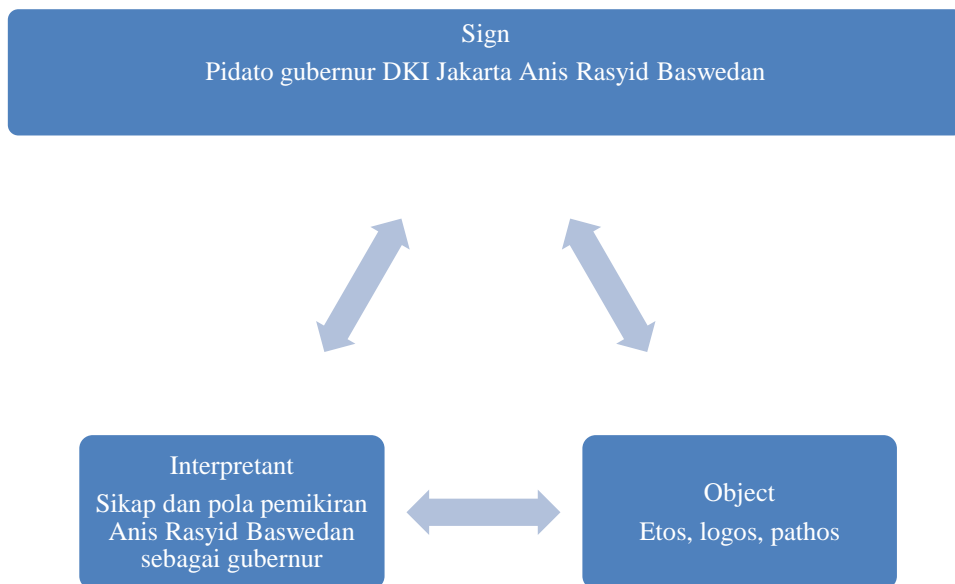 Sign
Pidato gubernur DKI Jakarta Anis Rasyid Baswedan
Interpretant
Sikap dan pola pemikiran
Anis Rasyid Baswedan
sebagai gubernur
Object
Etos, logos, pathos